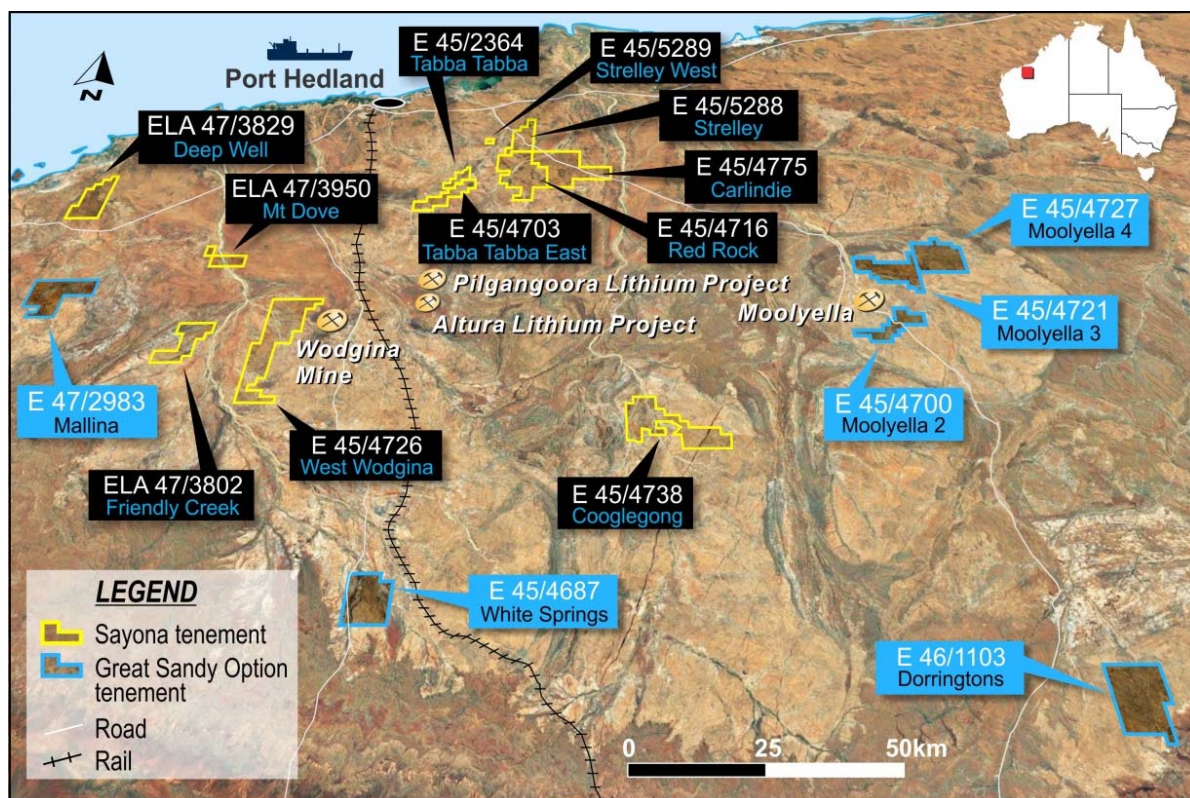 N
Port Hedland
E 45/2364
Tabba Tabba
E 45/5289
Strelley West
E 45/5288
Strelley
ELA 47/3829
Deep Well
ELA 47/3950
Mt Dove
E 45/4775
Carlindie
E 45/4703
Tabba Tabba East
E 45/4716
Red Rock
E 45/4727
Moolyella 4
Pilgangoora Lithium Project
Altura Lithium Project
Moolyella
E 45/4721
Moolyella 3
Wodgina
Mine
E 47/2983
Mallina
E 45/4700
Moolyella 2
E 45/4726
West Wodgina
ELA 47/3802
Friendly Creek
E 45/4738
Cooglegong
E 45/4687
White Springs
E 46/1103
Dorringtons
LEGEND
Sayona tenement
Great Sandy Option
tenement
Road
Rail
0 25 50km